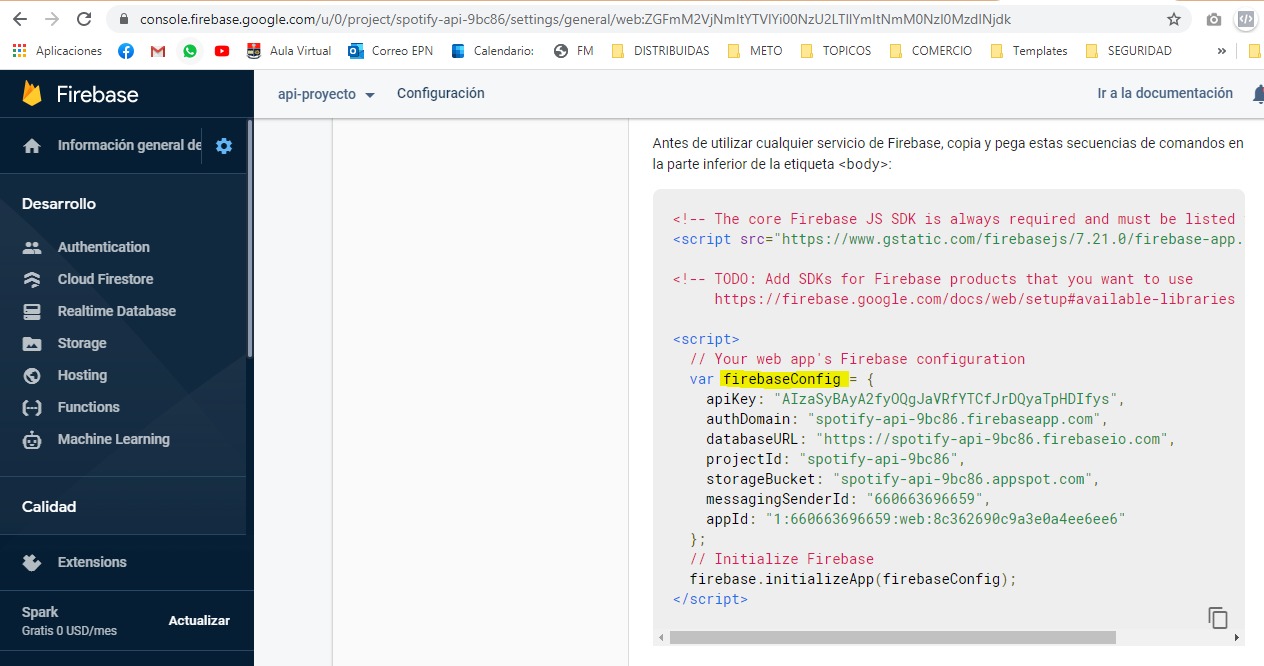 console.firebase.google.com/u/0/project/spotify-api-9bc86/settings/general/web:ZGFmM2VjNmItYTVlYi00NzU2LTllYmItNmM0NzI0MzdlNjdk
Aplicaciones
Aula Virtual
Correo EPN
Calendario:
FM
DISTRIBUIDAS
METO
TOPICOS
COMERCIO
Templates
SEGURIDAD
»
Firebase
api-proyecto
Configuración
Ir a la documentación
Información general de
Desarrollo
Authentication
Cloud Firestore
Realtime Database
Storage
Hosting
Functions
Machine Learning
Calidad
Extensions
Spark
Gratis 0 USD/mes
Actualizar
Antes de utilizar cualquier servicio de Firebase, copia y pega estas secuencias de comandos en
la parte inferior de la etiqueta <body>:
<!-- The core Firebase JS SDK is always required and must be listed
<script src="https://www.gstatic.com/firebasejs/7.21.0/firebase-app.
<!-- TODO: Add SDKs for Firebase products that you want to use
https://firebase.google.com/docs/web/setup#available-libraries
<script>
// Your web app's Firebase configuration
var firebaseConfig = {
apiKey: "AIzaSyBAyA2fyOQgJaVRfYTCfJrDQyaTpHDIfys",
authDomain: "spotify-api-9bc86.firebaseapp.com",
databaseURL: "https://spotify-api-9bc86.firebaseio.com",
projectId: "spotify-api-9bc86",
storageBucket: "spotify-api-9bc86.appspot.com",
messagingSenderId: "660663696659",
appId: "1:660663696659:web:8c362690c9a3e0a4ee6ee6"
};
// Initialize Firebase
firebase.initializeApp(firebaseConfig);
</script>